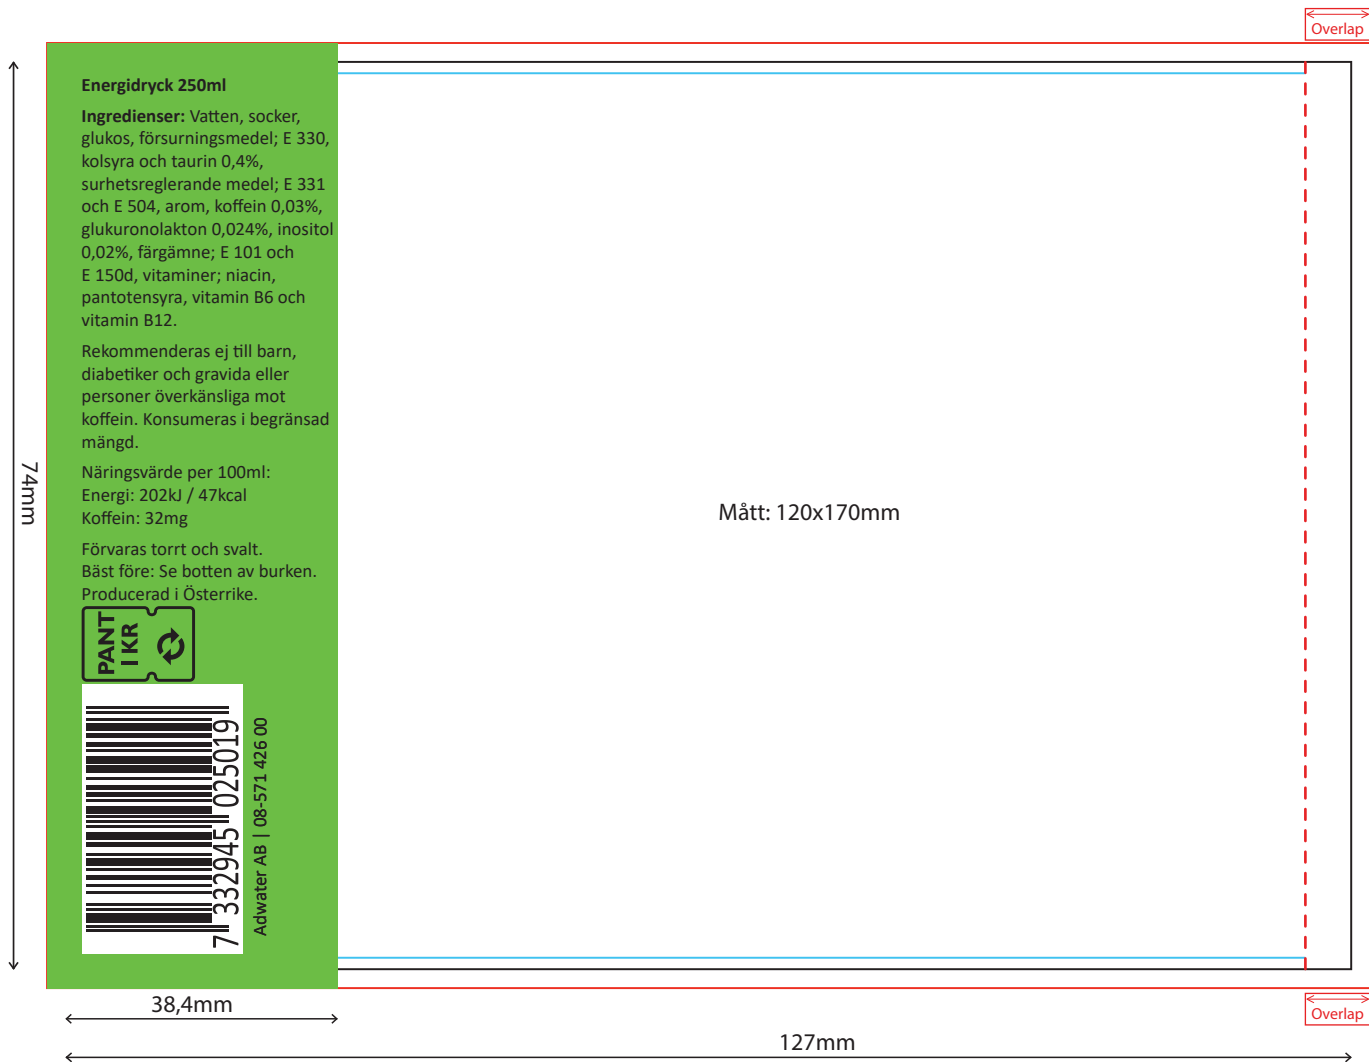 Overlap
Energidryck 250ml
Ingredienser: Vatten, socker,
glukos, försurningsmedel; E 330,
kolsyra och taurin 0,4%,
surhetsreglerande medel; E 331
och E 504, arom, koffein 0,03%,
glukuronolakton 0,024%, inositol
0,02%, färgämne; E 101 och
E 150d, vitaminer; niacin,
pantotensyra, vitamin B6 och
vitamin B12.
Rekommenderas ej till barn,
diabetiker och gravida eller
personer överkänsliga mot
koffein. Konsumeras i begränsad
mängd.
Näringsvärde per 100ml:
Energi: 202kJ / 47kcal
Koffein: 32mg
Förvaras torrt och svalt.
Bäst före: Se botten av burken.
Producerad i Österrike.
PANT
I KR
7 332945 025019
Adwater AB | 08-571 426 00
74mm
Mått: 120x170mm
38,4mm
127mm
Overlap